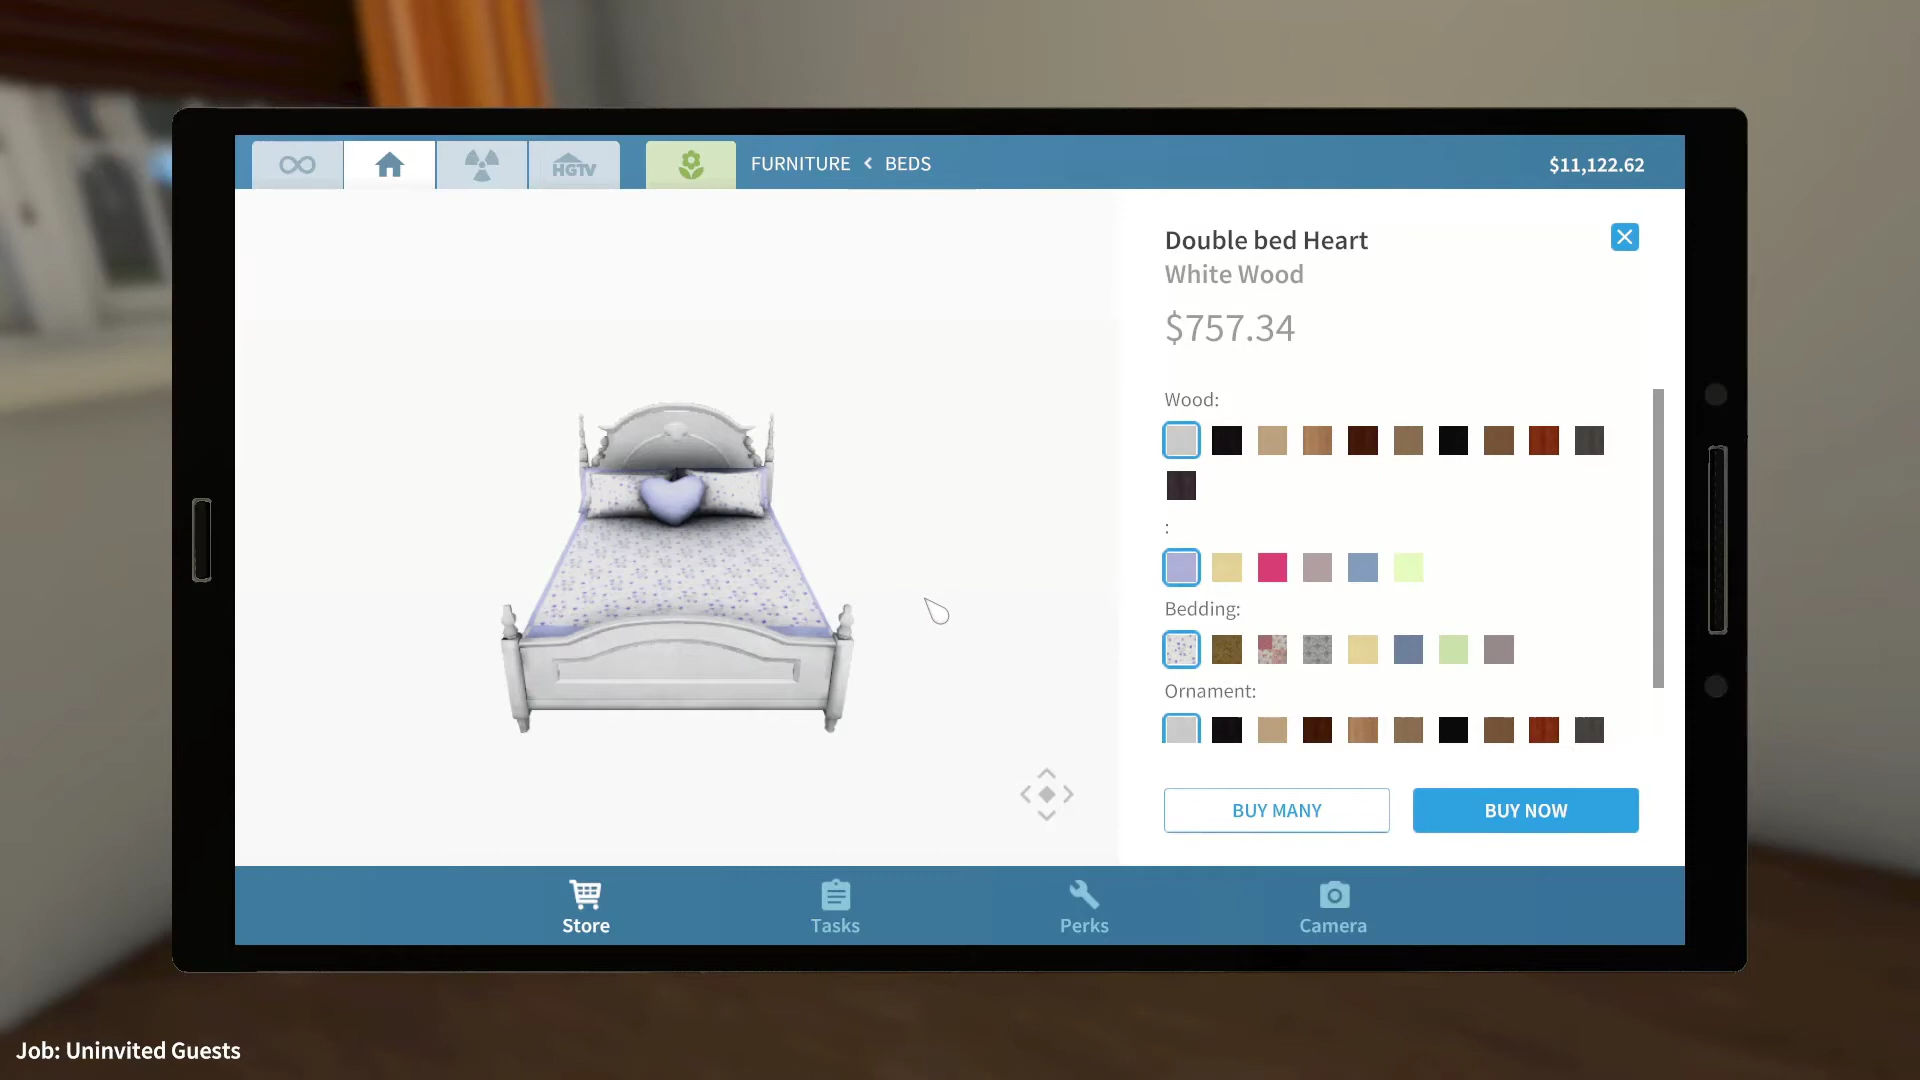 HGTV
FURNITURE < BEDS
$11,122.62
Double bed Heart
White Wood
$757.34
Wood:
:
Bedding:
Ornament:
BUY MANY
BUY NOW
Store
Tasks
Perks
Camera
Job: Uninvited Guests